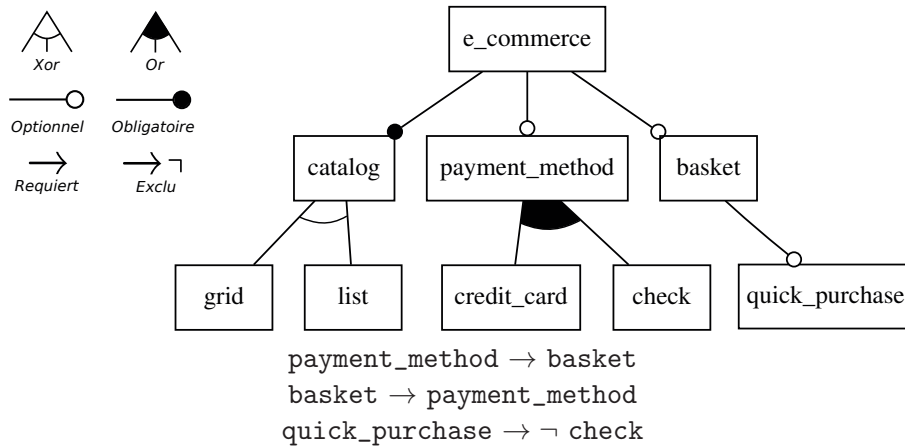 Xor Or
Optionnel Obligatoire
Requiert Exclu
¬
e_commerce
catalog payment_method basket
grid list credit_card check quick_purchase
payment_method → basket
basket → payment_method
quick_purchase → ¬ check